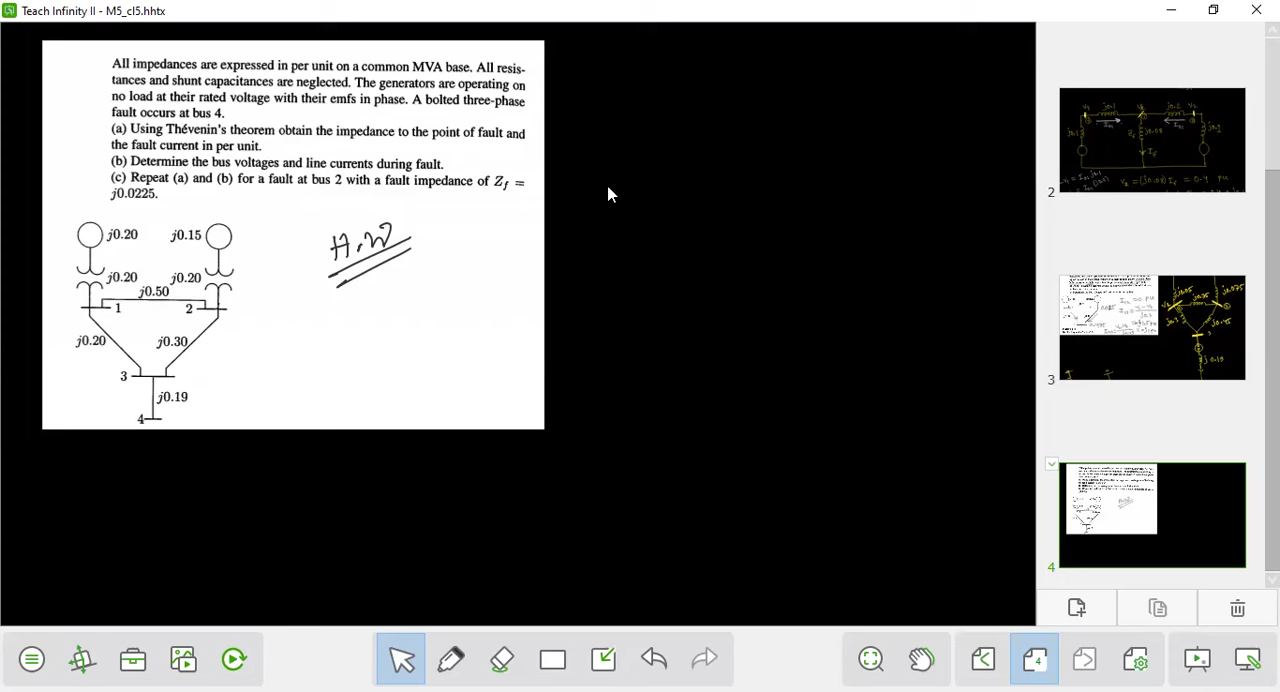 Teach Infinity II - M5_cl5.hhtx
All impedances are expressed in per unit on a common MVA base. All resis-
tances and shunt capacitances are neglected. The generators are operating on
no load at their rated voltage with their emfs in phase. A bolted three-phase
fault occurs at bus 4.
(a) Using Thévenin's theorem obtain the impedance to the point of fault and
the fault current in per unit.
(b) Determine the bus voltages and line currents during fault.
(c) Repeat (a) and (b) for a fault at bus 2 with a fault impedance of Zf =
j0.0225.
H.W
j0.20 j0.15
j0.20 j0.20
j0.50
1 2
j0.20 j0.30
3
j0.19
4
2
3
4
4